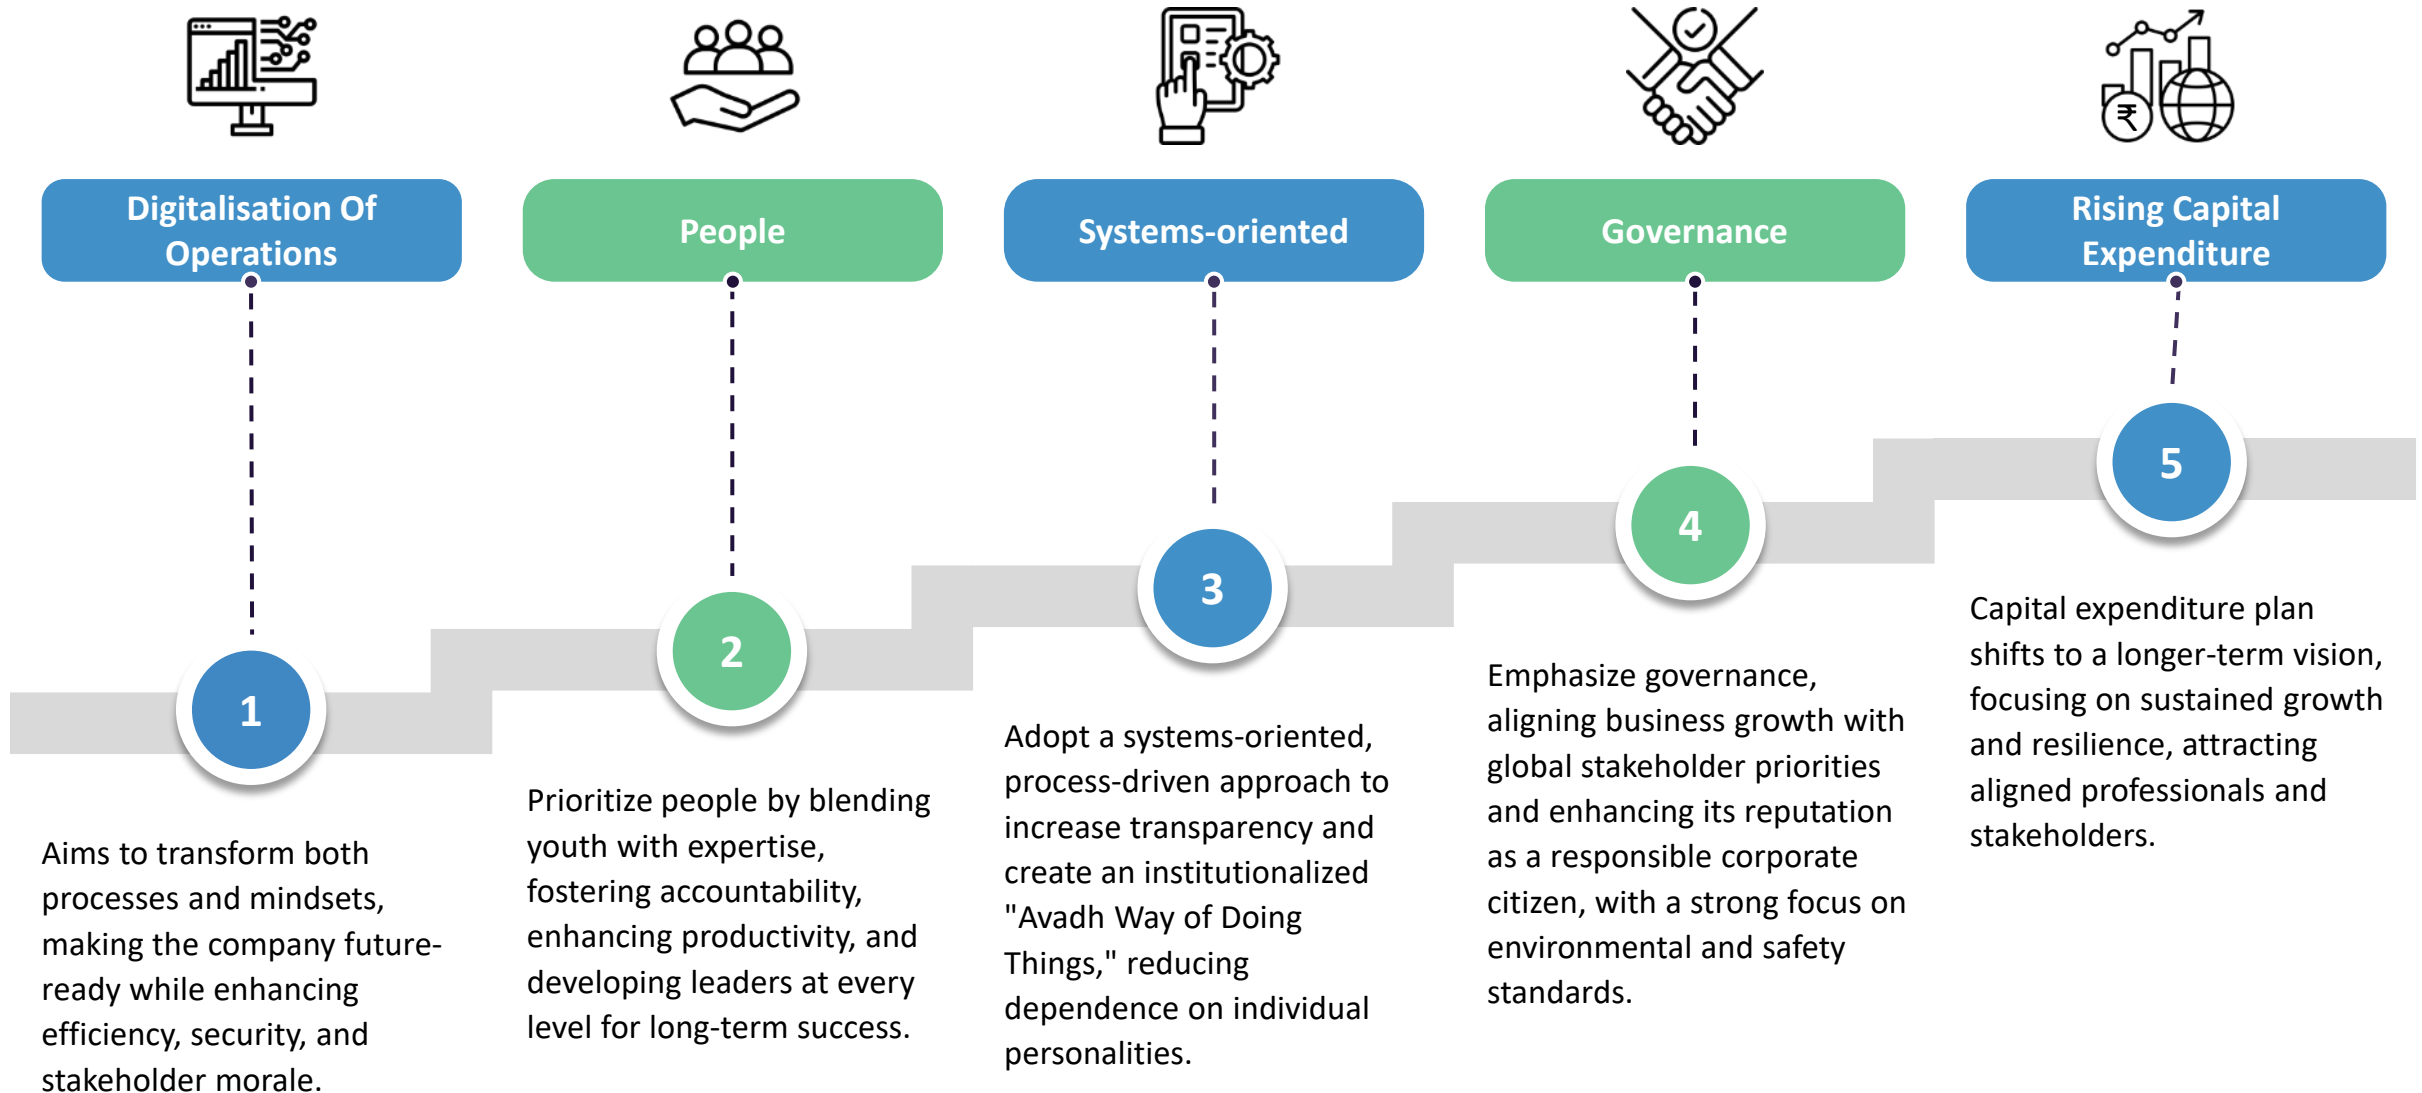 Digitalisation Of
Operations
People
Systems-oriented
Governance
Rising Capital
Expenditure
₹
1
Aims to transform both
processes and mindsets,
making the company future-
ready while enhancing
efficiency, security, and
stakeholder morale.
2
Prioritize people by blending
youth with expertise,
fostering accountability,
enhancing productivity, and
developing leaders at every
level for long-term success.
3
Adopt a systems-oriented,
process-driven approach to
increase transparency and
create an institutionalized
"Avadh Way of Doing
Things," reducing
dependence on individual
personalities.
4
Emphasize governance,
aligning business growth with
global stakeholder priorities
and enhancing its reputation
as a responsible corporate
citizen, with a strong focus on
environmental and safety
standards.
5
Capital expenditure plan
shifts to a longer-term vision,
focusing on sustained growth
and resilience, attracting
aligned professionals and
stakeholders.